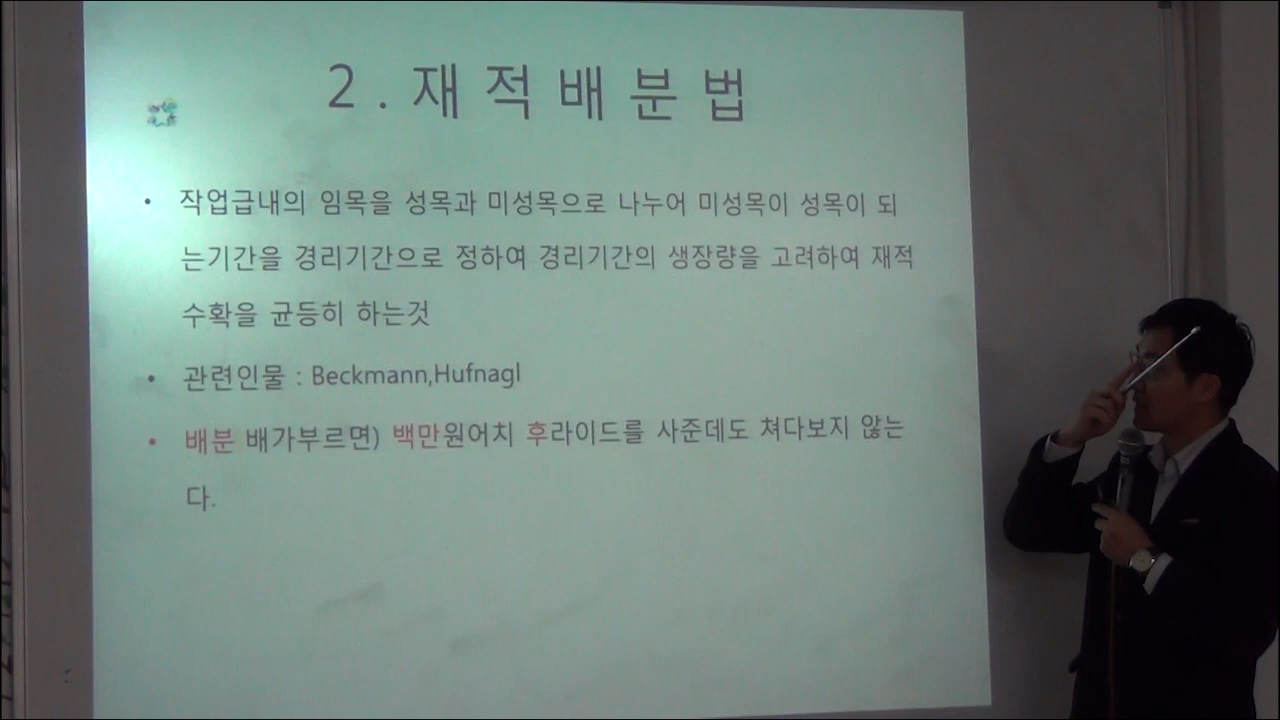 2.재적배분법
• 작업급내의 임목을 성목과 미성목으로 나누어 미성목이 성목이 되
는기간을 경리기간으로 정하여 경리기간의 생장량을 고려하여 재적
수확을 균등히 하는것
• 관련인물 : Beckmann,Hufnagl
• 배분 배가부르면) 백만원어치 후라이드를 사준데도 쳐다보지 않는
다.